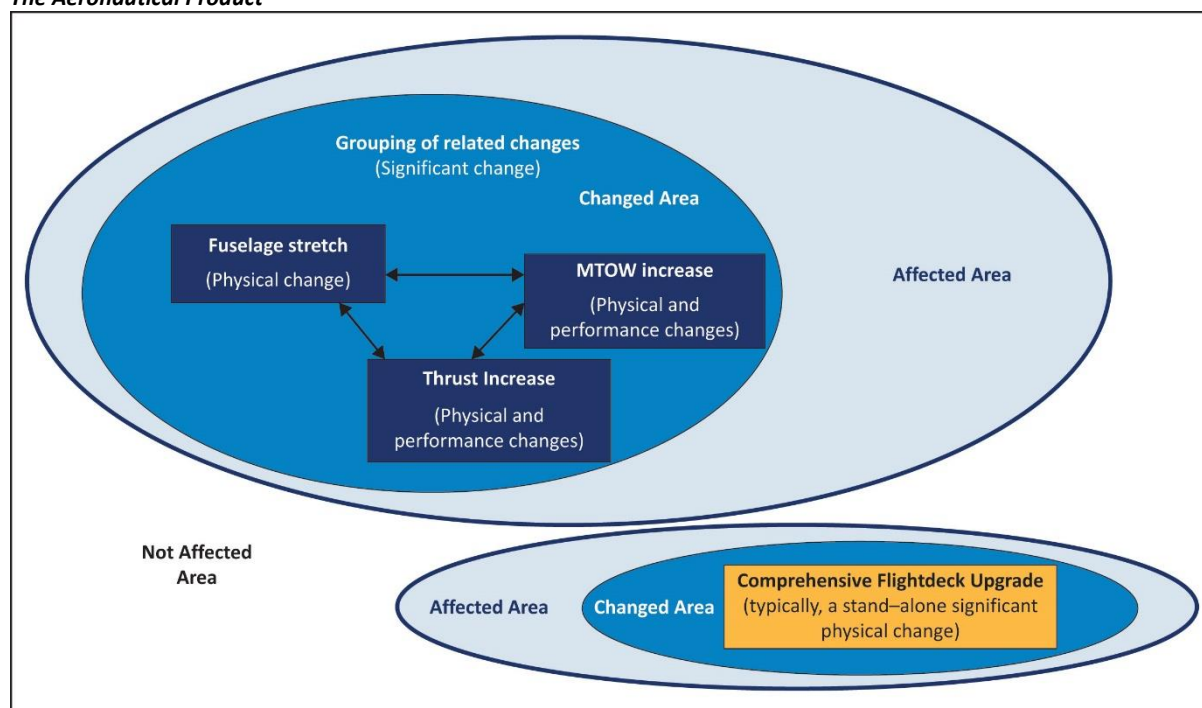 The Aeronautical Product
Grouping of related changes
(Significant change)
Changed Area
Fuselage stretch
(Physical change)
MTOW increase
(Physical and
performance changes)
Thrust Increase
(Physical and
performance changes)
Affected Area
Not Affected
Area
Affected Area
Changed Area
Comprehensive Flightdeck Upgrade
(typically, a stand–alone significant
physical change)